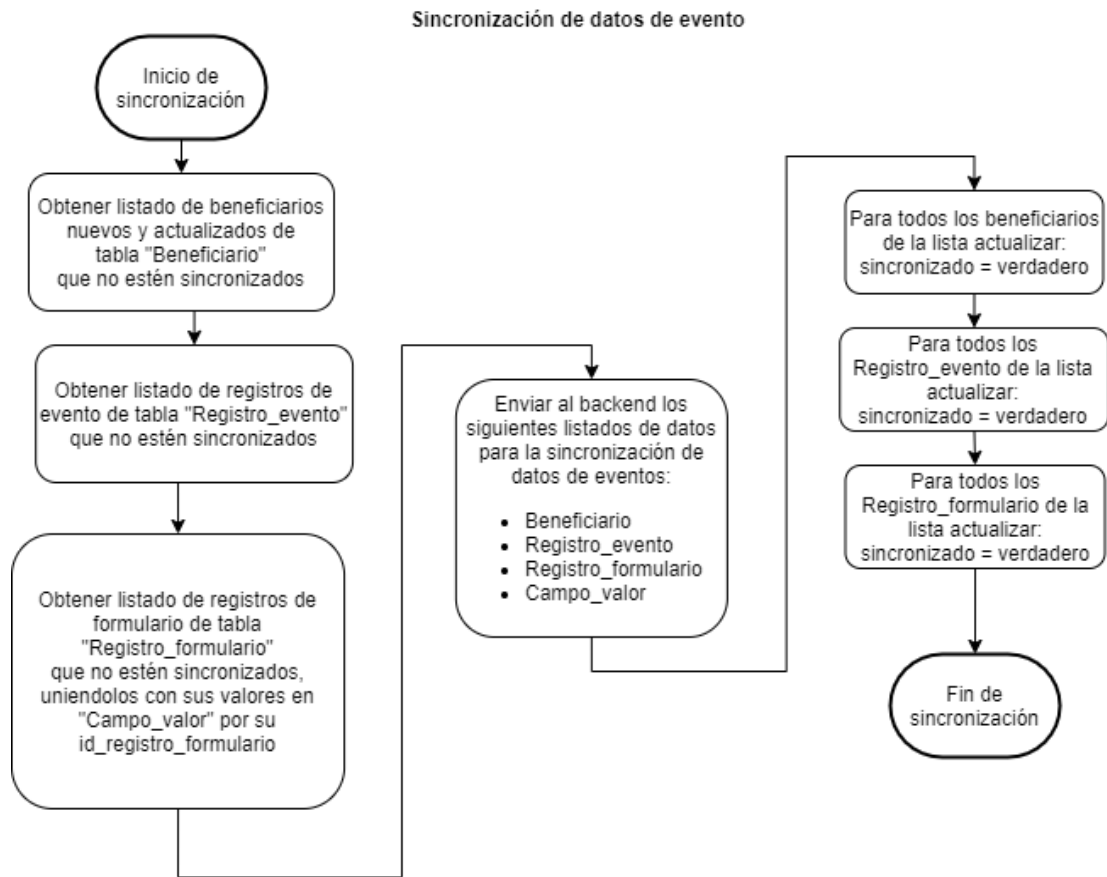 Sincronización de datos de evento
Inicio de
sincronización
Obtener listado de beneficiarios
nuevos y actualizados de
tabla "Beneficiario"
que no estén sincronizados
Obtener listado de registros de
evento de tabla "Registro_evento"
que no estén sincronizados
Obtener listado de registros de
formulario de tabla
"Registro_formulario"
que no estén sincronizados,
uniendolos con sus valores en
"Campo_valor" por su
id_registro_formulario
Enviar al backend los
siguientes listados de datos
para la sincronización de
datos de eventos:
• Beneficiario
• Registro_evento
• Registro_formulario
• Campo_valor
Para todos los beneficiarios
de la lista actualizar:
sincronizado = verdadero
Para todos los
Registro_evento de la lista
actualizar:
sincronizado = verdadero
Para todos los
Registro_formulario de la
lista actualizar:
sincronizado = verdadero
Fin de
sincronización